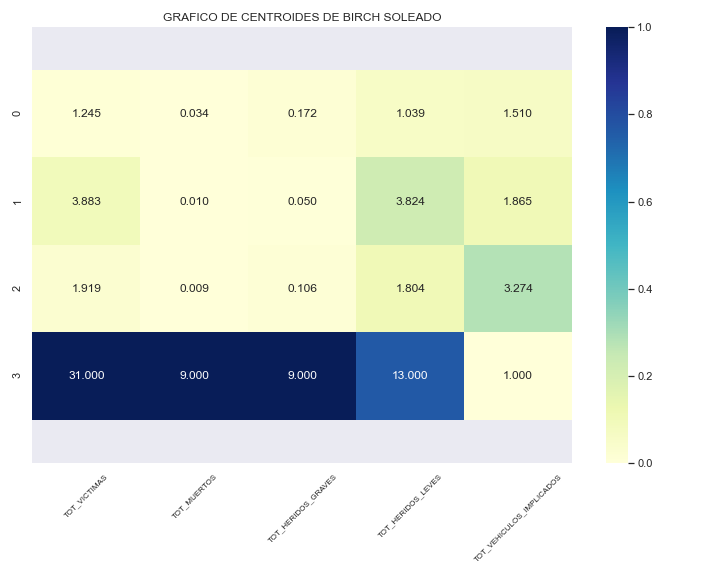 GRAFICO DE CENTROIDES DE BIRCH SOLEADO
1.0
0 1.245 0.034 0.172 1.039 1.510
0.8
1 3.883 0.010 0.050 3.824 1.865
0.6
2 1.919 0.009 0.106 1.804 3.274
0.4
3 31.000 9.000 9.000 13.000 1.000
0.2
0.0
TOT_VICTIMAS TOT_MUERTOS TOT_HERIDOS_GRAVES TOT_HERIDOS_LEVES TOT_VEHICULOS_IMPLICADOS